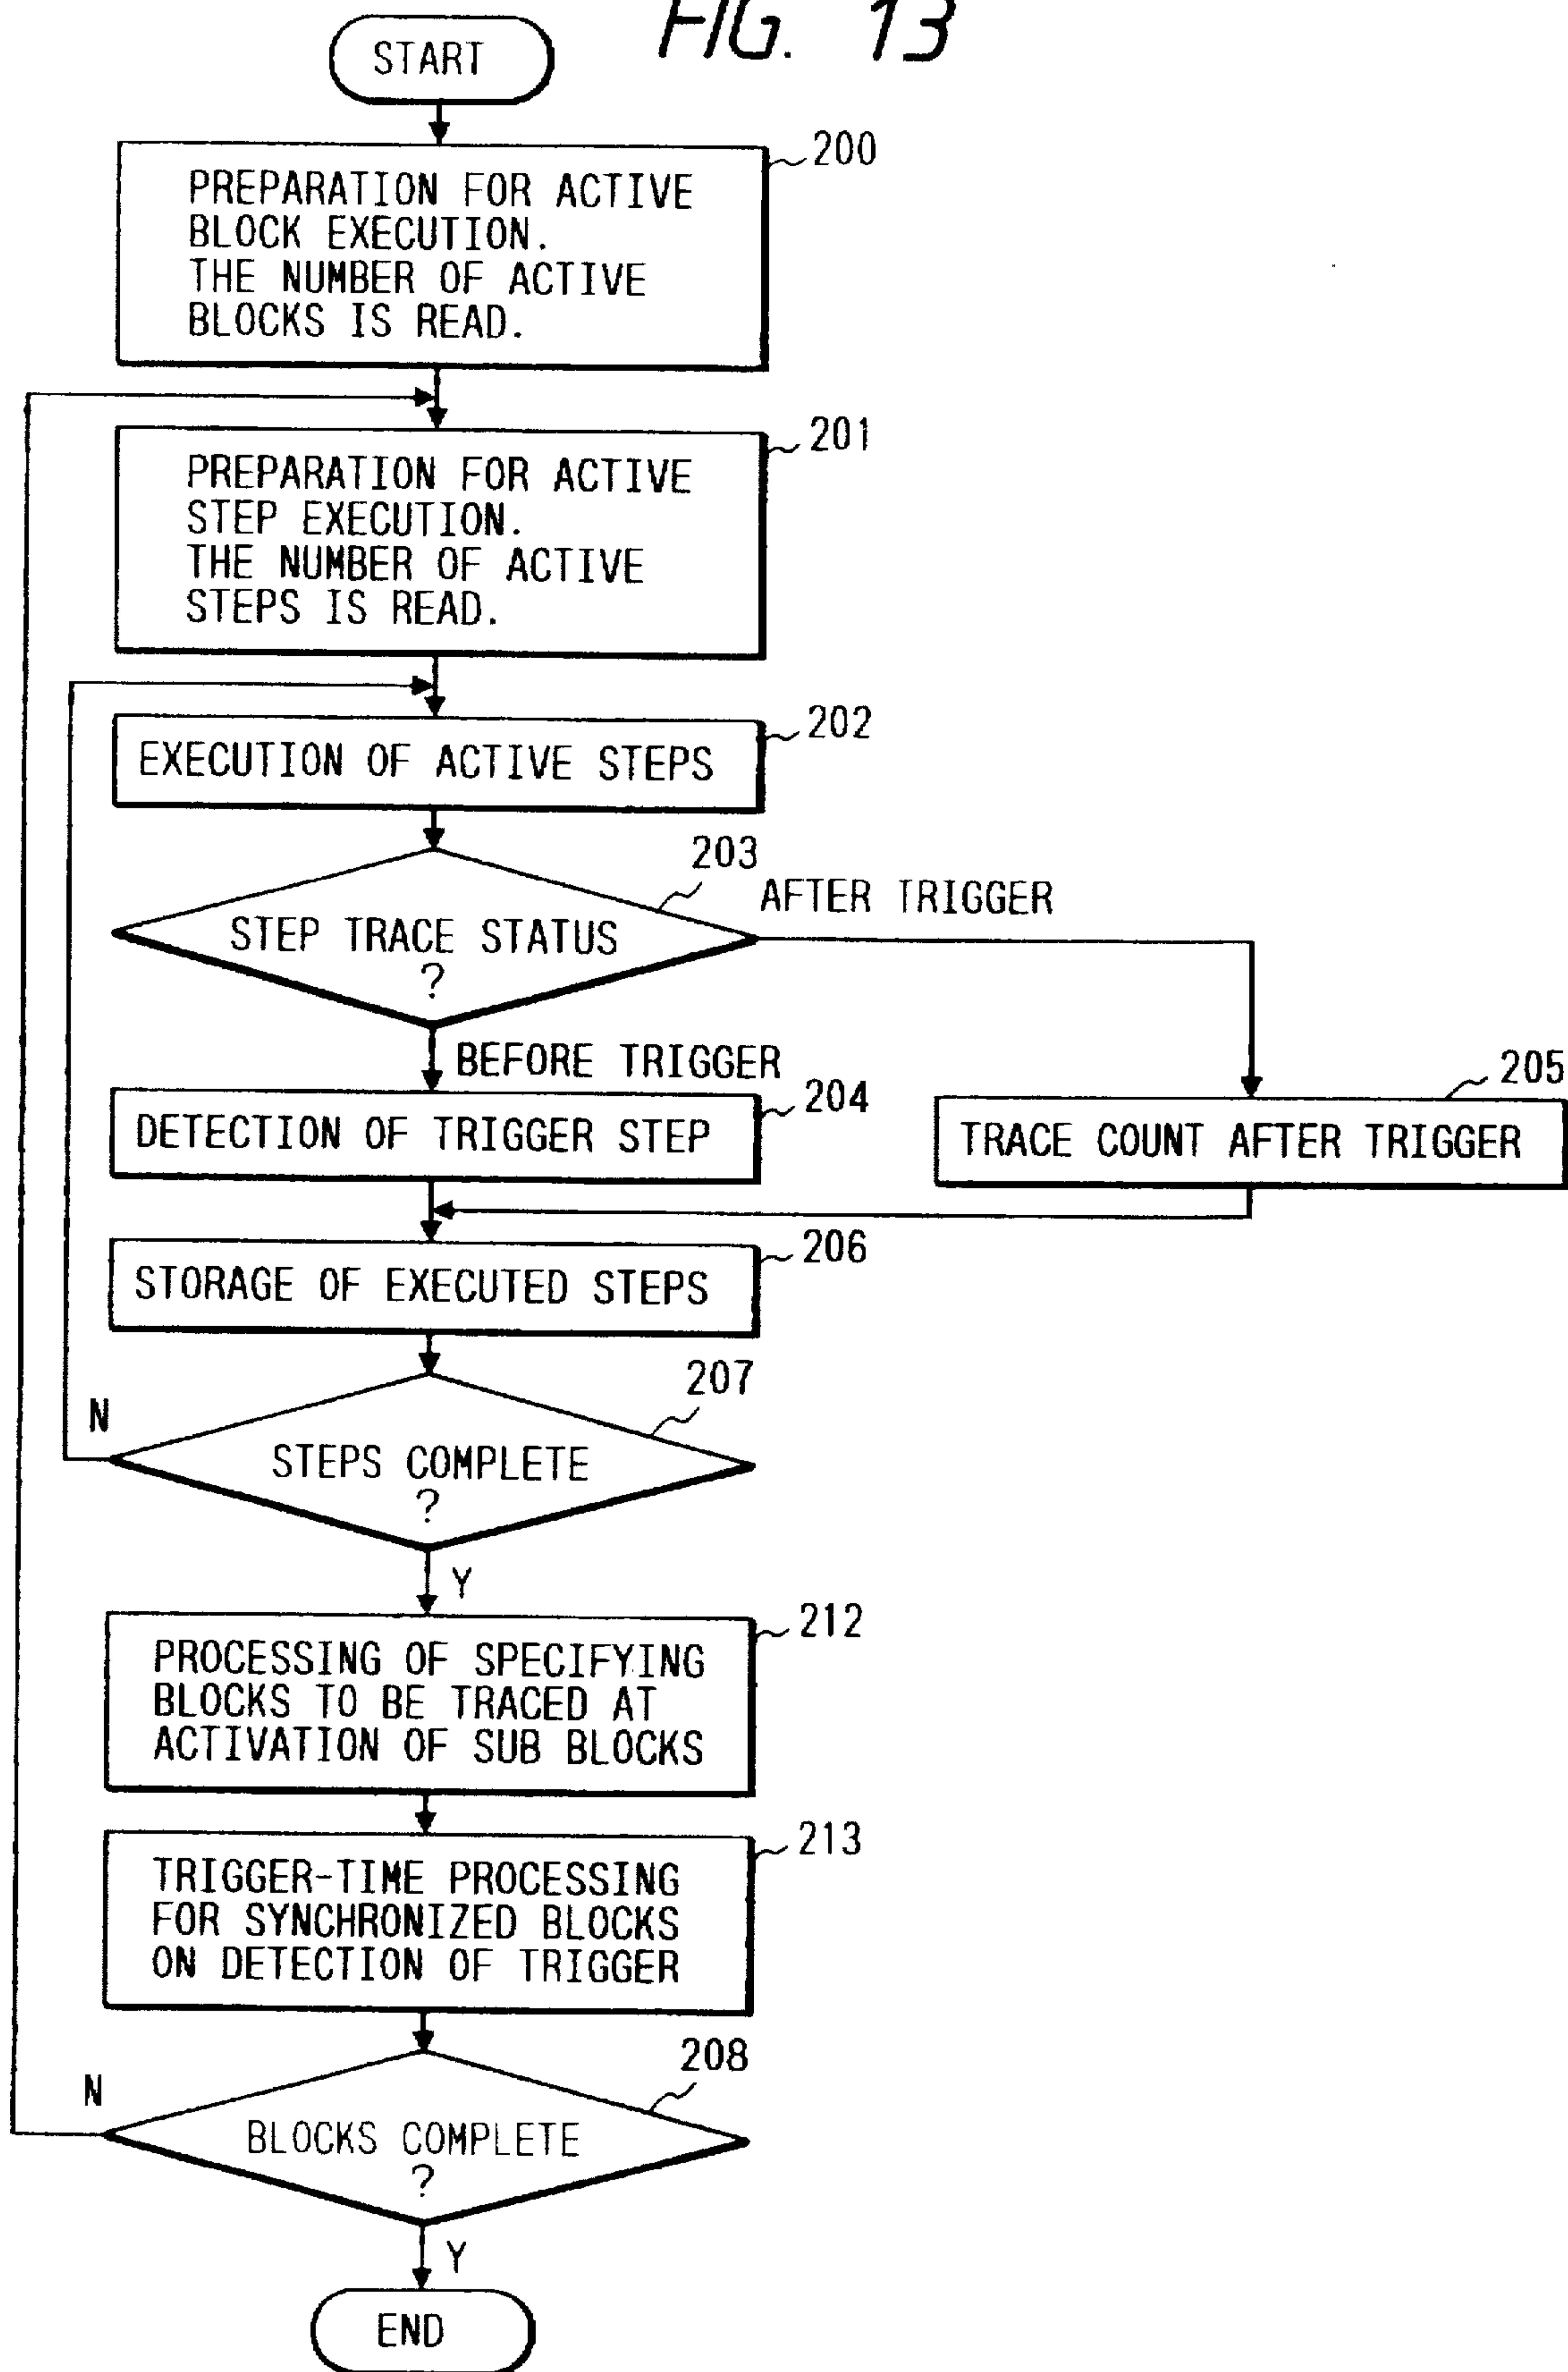 FIG. 13
START
200
PREPARATION FOR ACTIVE
BLOCK EXECUTION.
THE NUMBER OF ACTIVE
BLOCKS IS READ.
201
PREPARATION FOR ACTIVE
STEP EXECUTION.
THE NUMBER OF ACTIVE
STEPS IS READ.
202
EXECUTION OF ACTIVE STEPS
203
AFTER TRIGGER
STEP TRACE STATUS
?
BEFORE TRIGGER
204
DETECTION OF TRIGGER STEP
205
TRACE COUNT AFTER TRIGGER
206
STORAGE OF EXECUTED STEPS
207
N
STEPS COMPLETE
?
Y
212
PROCESSING OF SPECIFYING
BLOCKS TO BE TRACED AT
ACTIVATION OF SUB BLOCKS
213
TRIGGER-TIME PROCESSING
FOR SYNCHRONIZED BLOCKS
ON DETECTION OF TRIGGER
208
N
BLOCKS COMPLETE
?
Y
END